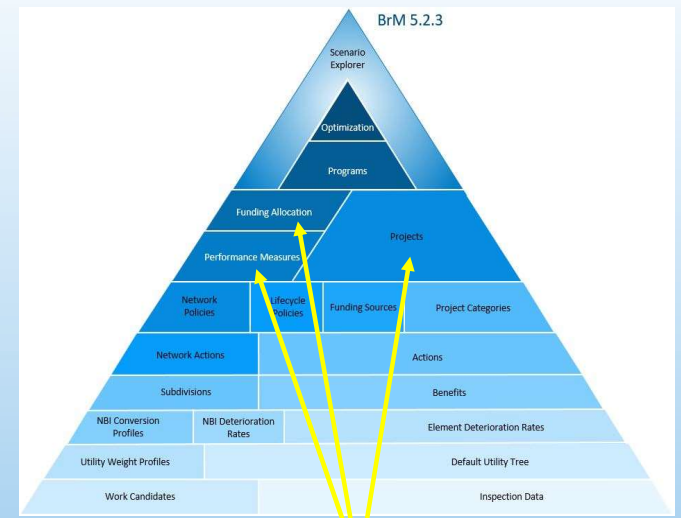 BrM 5.2.3
Scenario
Explorer
Optimization
Programs
Funding Allocation
Projects
Performance Measures
Network
Policies
Lifecycle
Policies
Funding Sources
Project Categories
Network Actions
Actions
Subdivisions
Benefits
NBI Conversion
Profiles
NBI Deterioration
Rates
Element Deterioration Rates
Utility Weight Profiles
Default Utility Tree
Work Candidates
Inspection Data